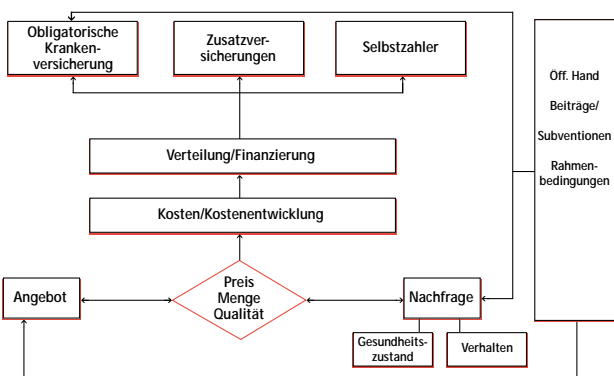 Obligatorische
Kranken-
versicherung
Zusatzver-
sicherungen
Selbstzahler
Öff. Hand
Beiträge/
Subventionen
Rahmen-
bedingungen
Verteilung/Finanzierung
Kosten/Kostenentwicklung
Angebot
Preis
Menge
Qualität
Nachfrage
Gesundheits-
zustand
Verhalten